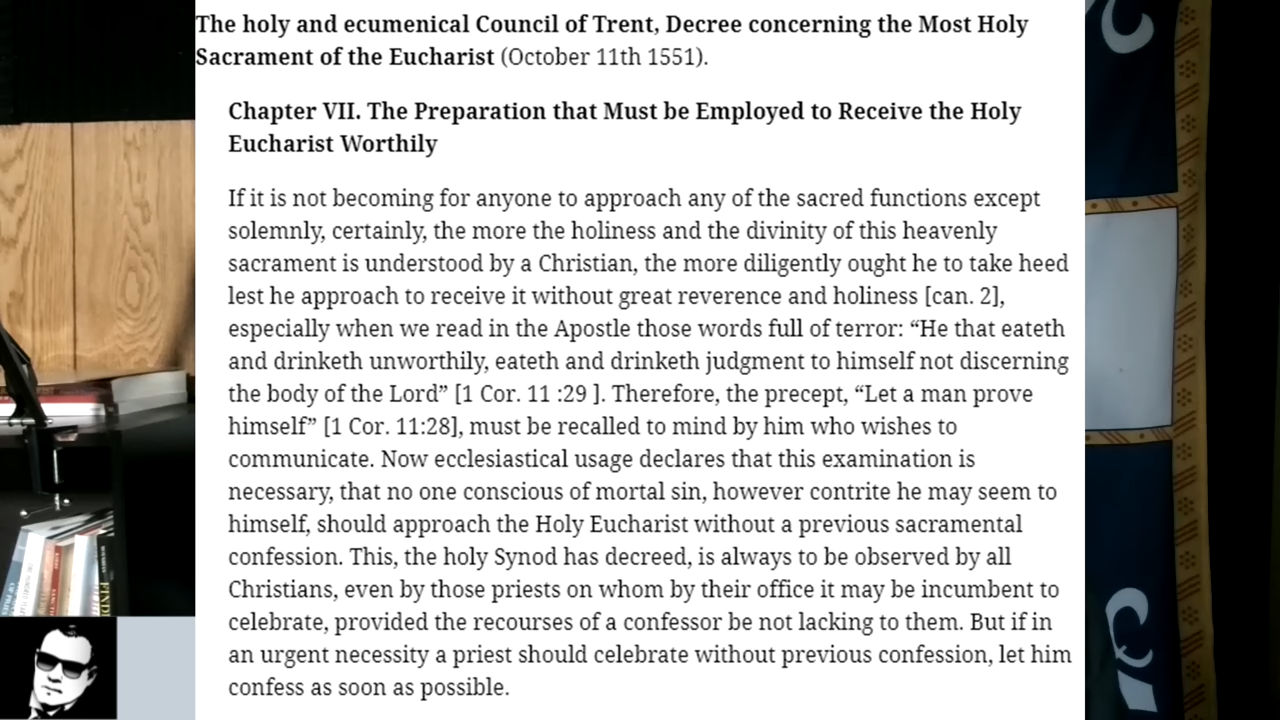 The holy and ecumenical Council of Trent, Decree concerning the Most Holy
Sacrament of the Eucharist (October 11th 1551).
Chapter VII. The Preparation that Must be Employed to Receive the Holy
Eucharist Worthily
If it is not becoming for anyone to approach any of the sacred functions except
solemnly, certainly, the more the holiness and the divinity of this heavenly
sacrament is understood by a Christian, the more diligently ought he to take heed
lest he approach to receive it without great reverence and holiness [can. 2],
especially when we read in the Apostle those words full of terror: “He that eateth
and drinketh unworthily, eateth and drinketh judgment to himself not discerning
the body of the Lord” [1 Cor. 11 :29 ]. Therefore, the precept, “Let a man prove
himself” [1 Cor. 11:28], must be recalled to mind by him who wishes to
communicate. Now ecclesiastical usage declares that this examination is
necessary, that no one conscious of mortal sin, however contrite he may seem to
himself, should approach the Holy Eucharist without a previous sacramental
confession. This, the holy Synod has decreed, is always to be observed by all
Christians, even by those priests on whom by their office it may be incumbent to
celebrate, provided the recourses of a confessor be not lacking to them. But if in
an urgent necessity a priest should celebrate without previous confession, let him
confess as soon as possible.